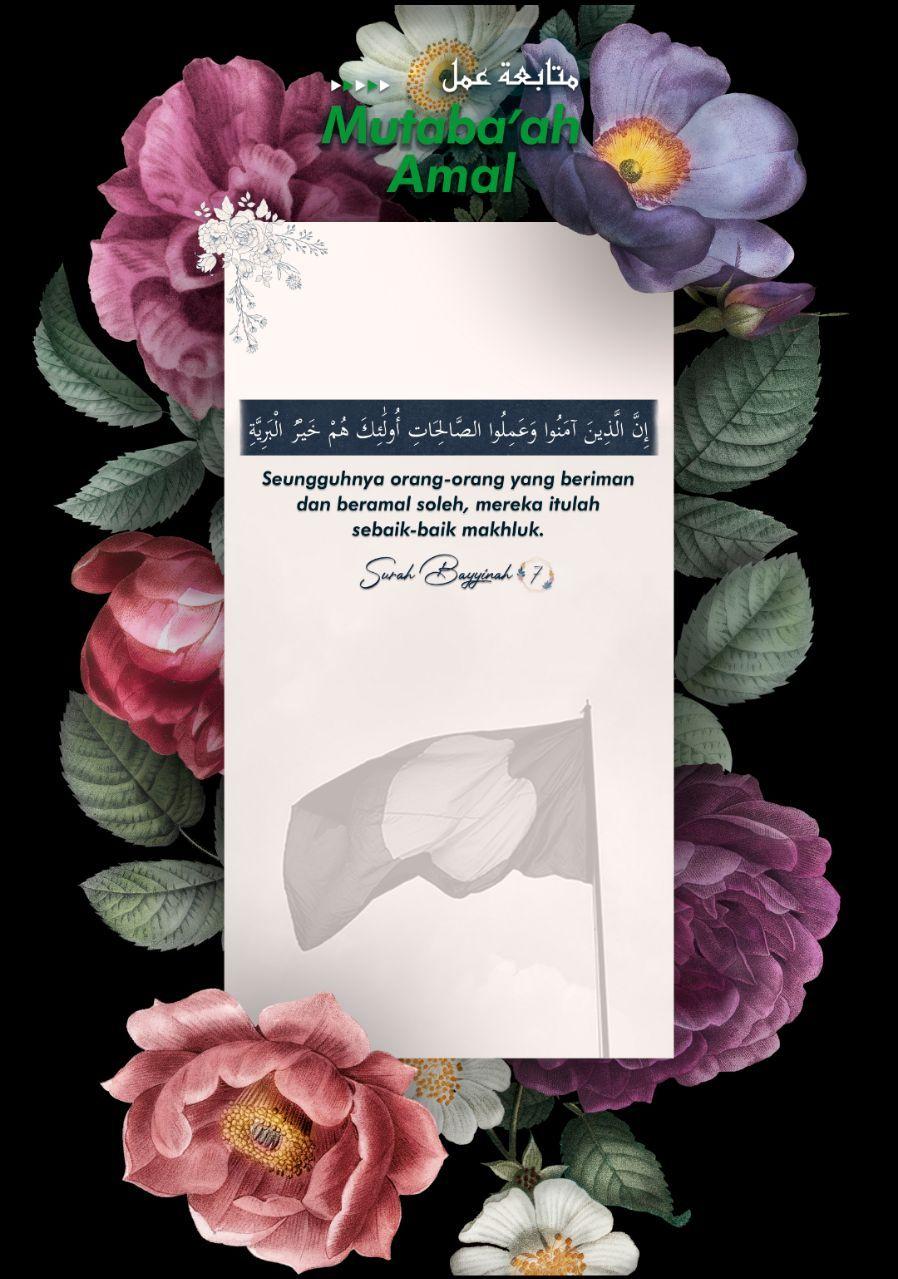 متابعة عمل
Mutaba'ah
Amal
إِنَّ الَّذِينَ آمَنُوا وَعَمِلُوا الصَّالِحَاتِ أُولَٰئِكَ هُمْ خَيْرُ الْبَرِيَّةِ
Seungguhnya orang-orang yang beriman
dan beramal soleh, mereka itulah
sebaik-baik makhluk.
Surah Bayyinah 7